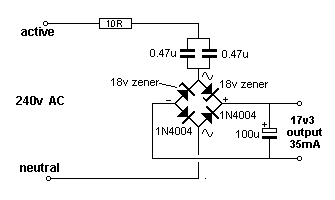 active
10R
0.47u
0.47u
18v zener
18v zener
240v AC
1N4004
1N4004
+
100u
17v3
output
35mA
neutral